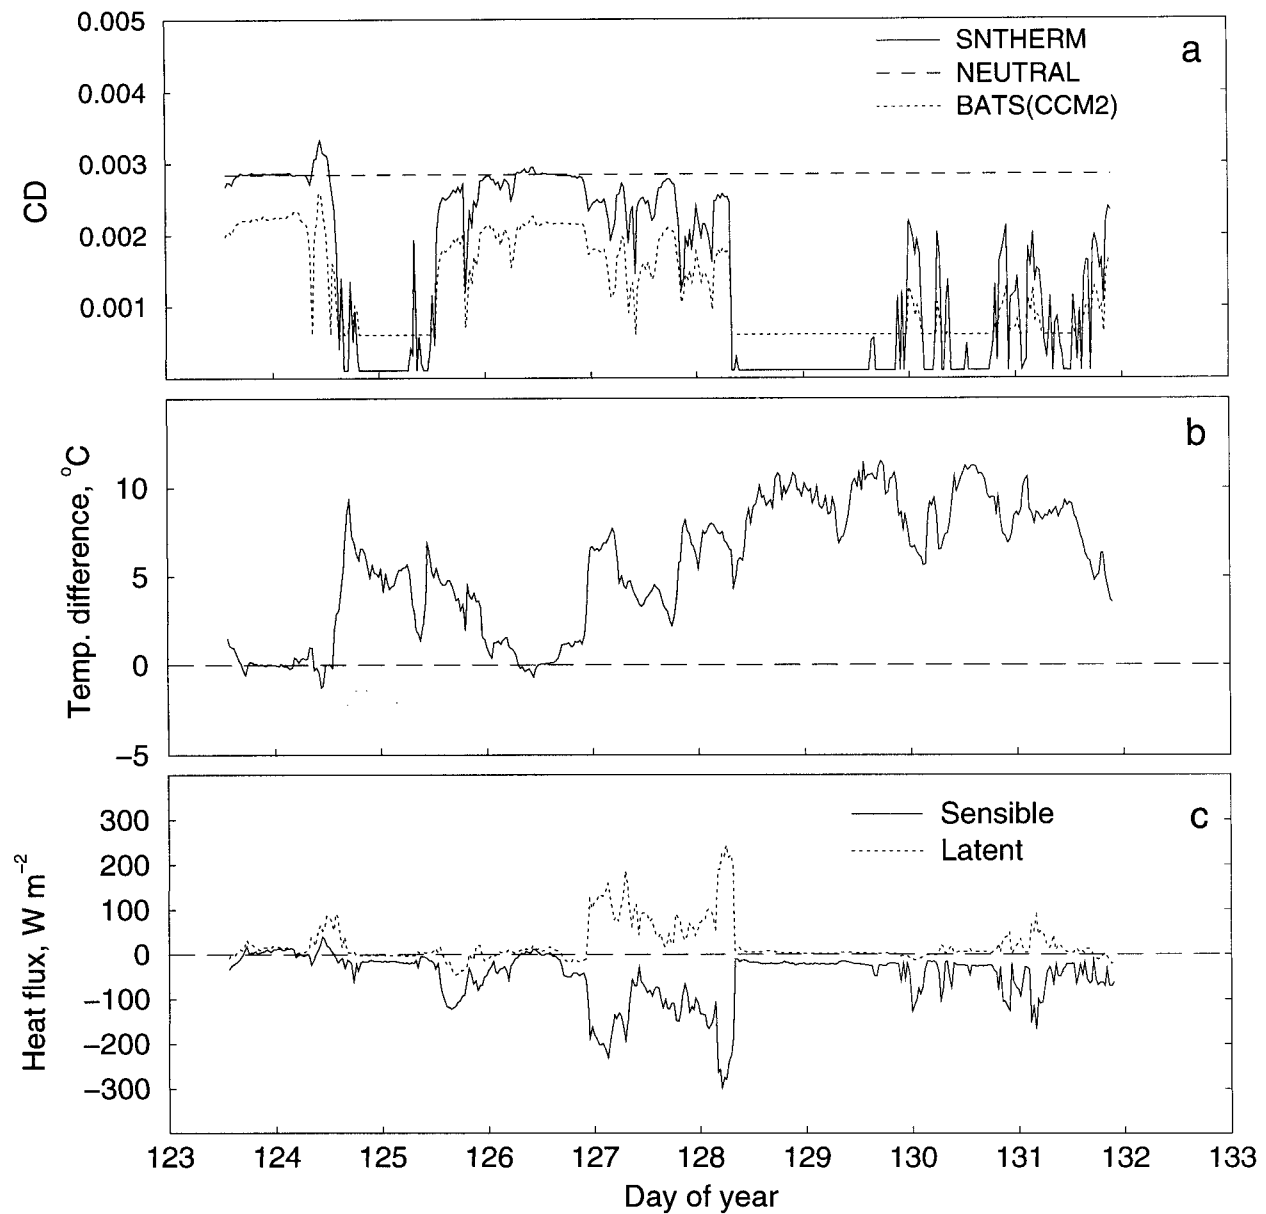 0.005
0.004
0.003
0.002
0.001
CD
SNTHERM
NEUTRAL
BATS(CCM2)
a
10
5
0
−5
Temp. difference, °C
b
300
200
100
0
−100
−200
−300
Heat flux, W m⁻²
Sensible
Latent
c
123 124 125 126 127 128 129 130 131 132 133
Day of year